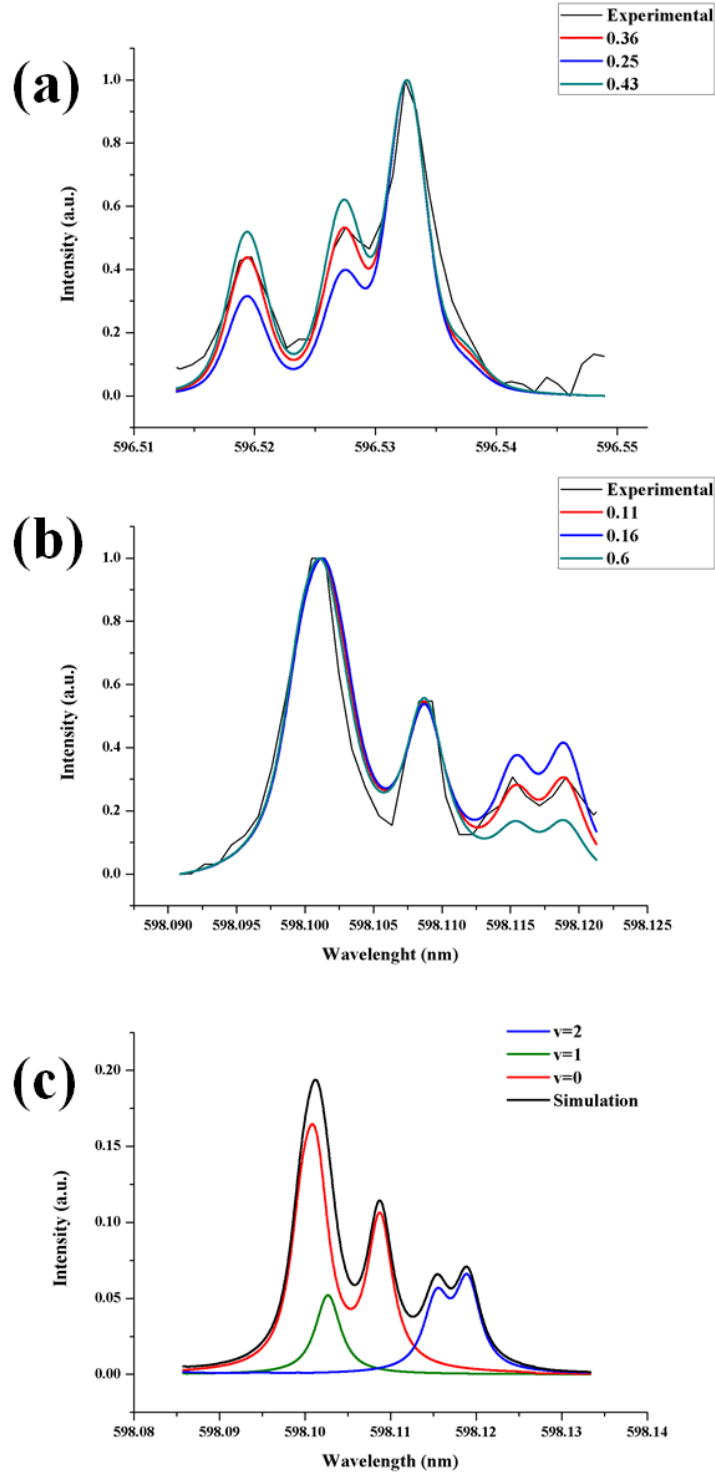 (a)
Experimental
0.36
0.25
0.43
Intensity (a.u.)
1.0
0.8
0.6
0.4
0.2
0.0
596.51 596.52 596.53 596.54 596.55
(b)
Experimental
0.11
0.16
0.6
Intensity (a.u.)
1.0
0.8
0.6
0.4
0.2
0.0
598.090 598.095 598.100 598.105 598.110 598.115 598.120 598.125
Wavelenght (nm)
(c)
v=2
v=1
v=0
Simulation
Intensity (a.u.)
0.20
0.15
0.10
0.05
0.00
598.08 598.09 598.10 598.11 598.12 598.13 598.14
Wavelength (nm)